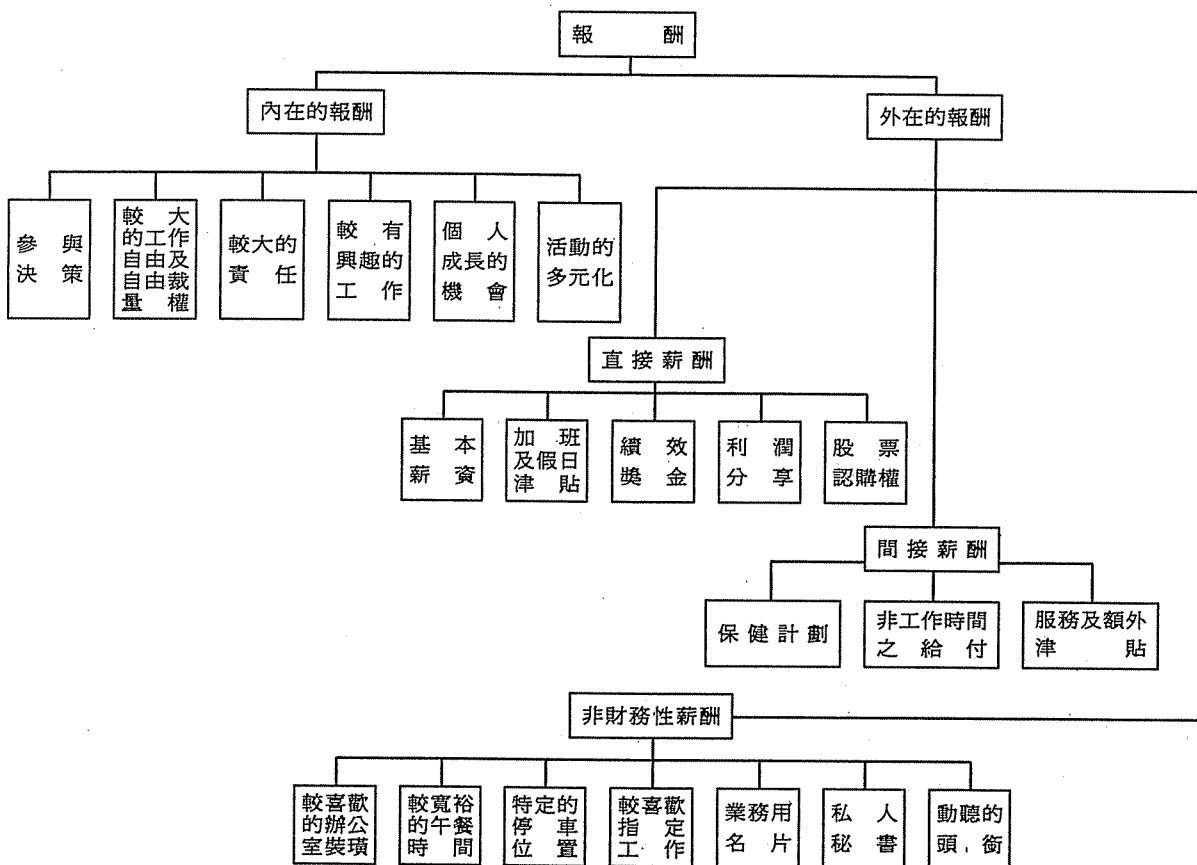 報酬
內在的報酬
外在的報酬
參與
決策
較大
的工作
自由及
自由裁
量權
較大的
責任
較有
興趣的
工作
個人
成長的
機會
活動的
多元化
直接薪酬
基本
薪資
加班
及假日
津貼
績效
獎金
利潤
分享
股票
認購權
間接薪酬
保健計劃
非工作時間
之給付
服務及額外
津貼
非財務性薪酬
較喜歡
的辦公
室裝璜
較寬裕
的午餐
時間
特定的
停車
位置
較喜歡
指定
工作
業務用
名片
私人
秘書
動聽的
頭銜